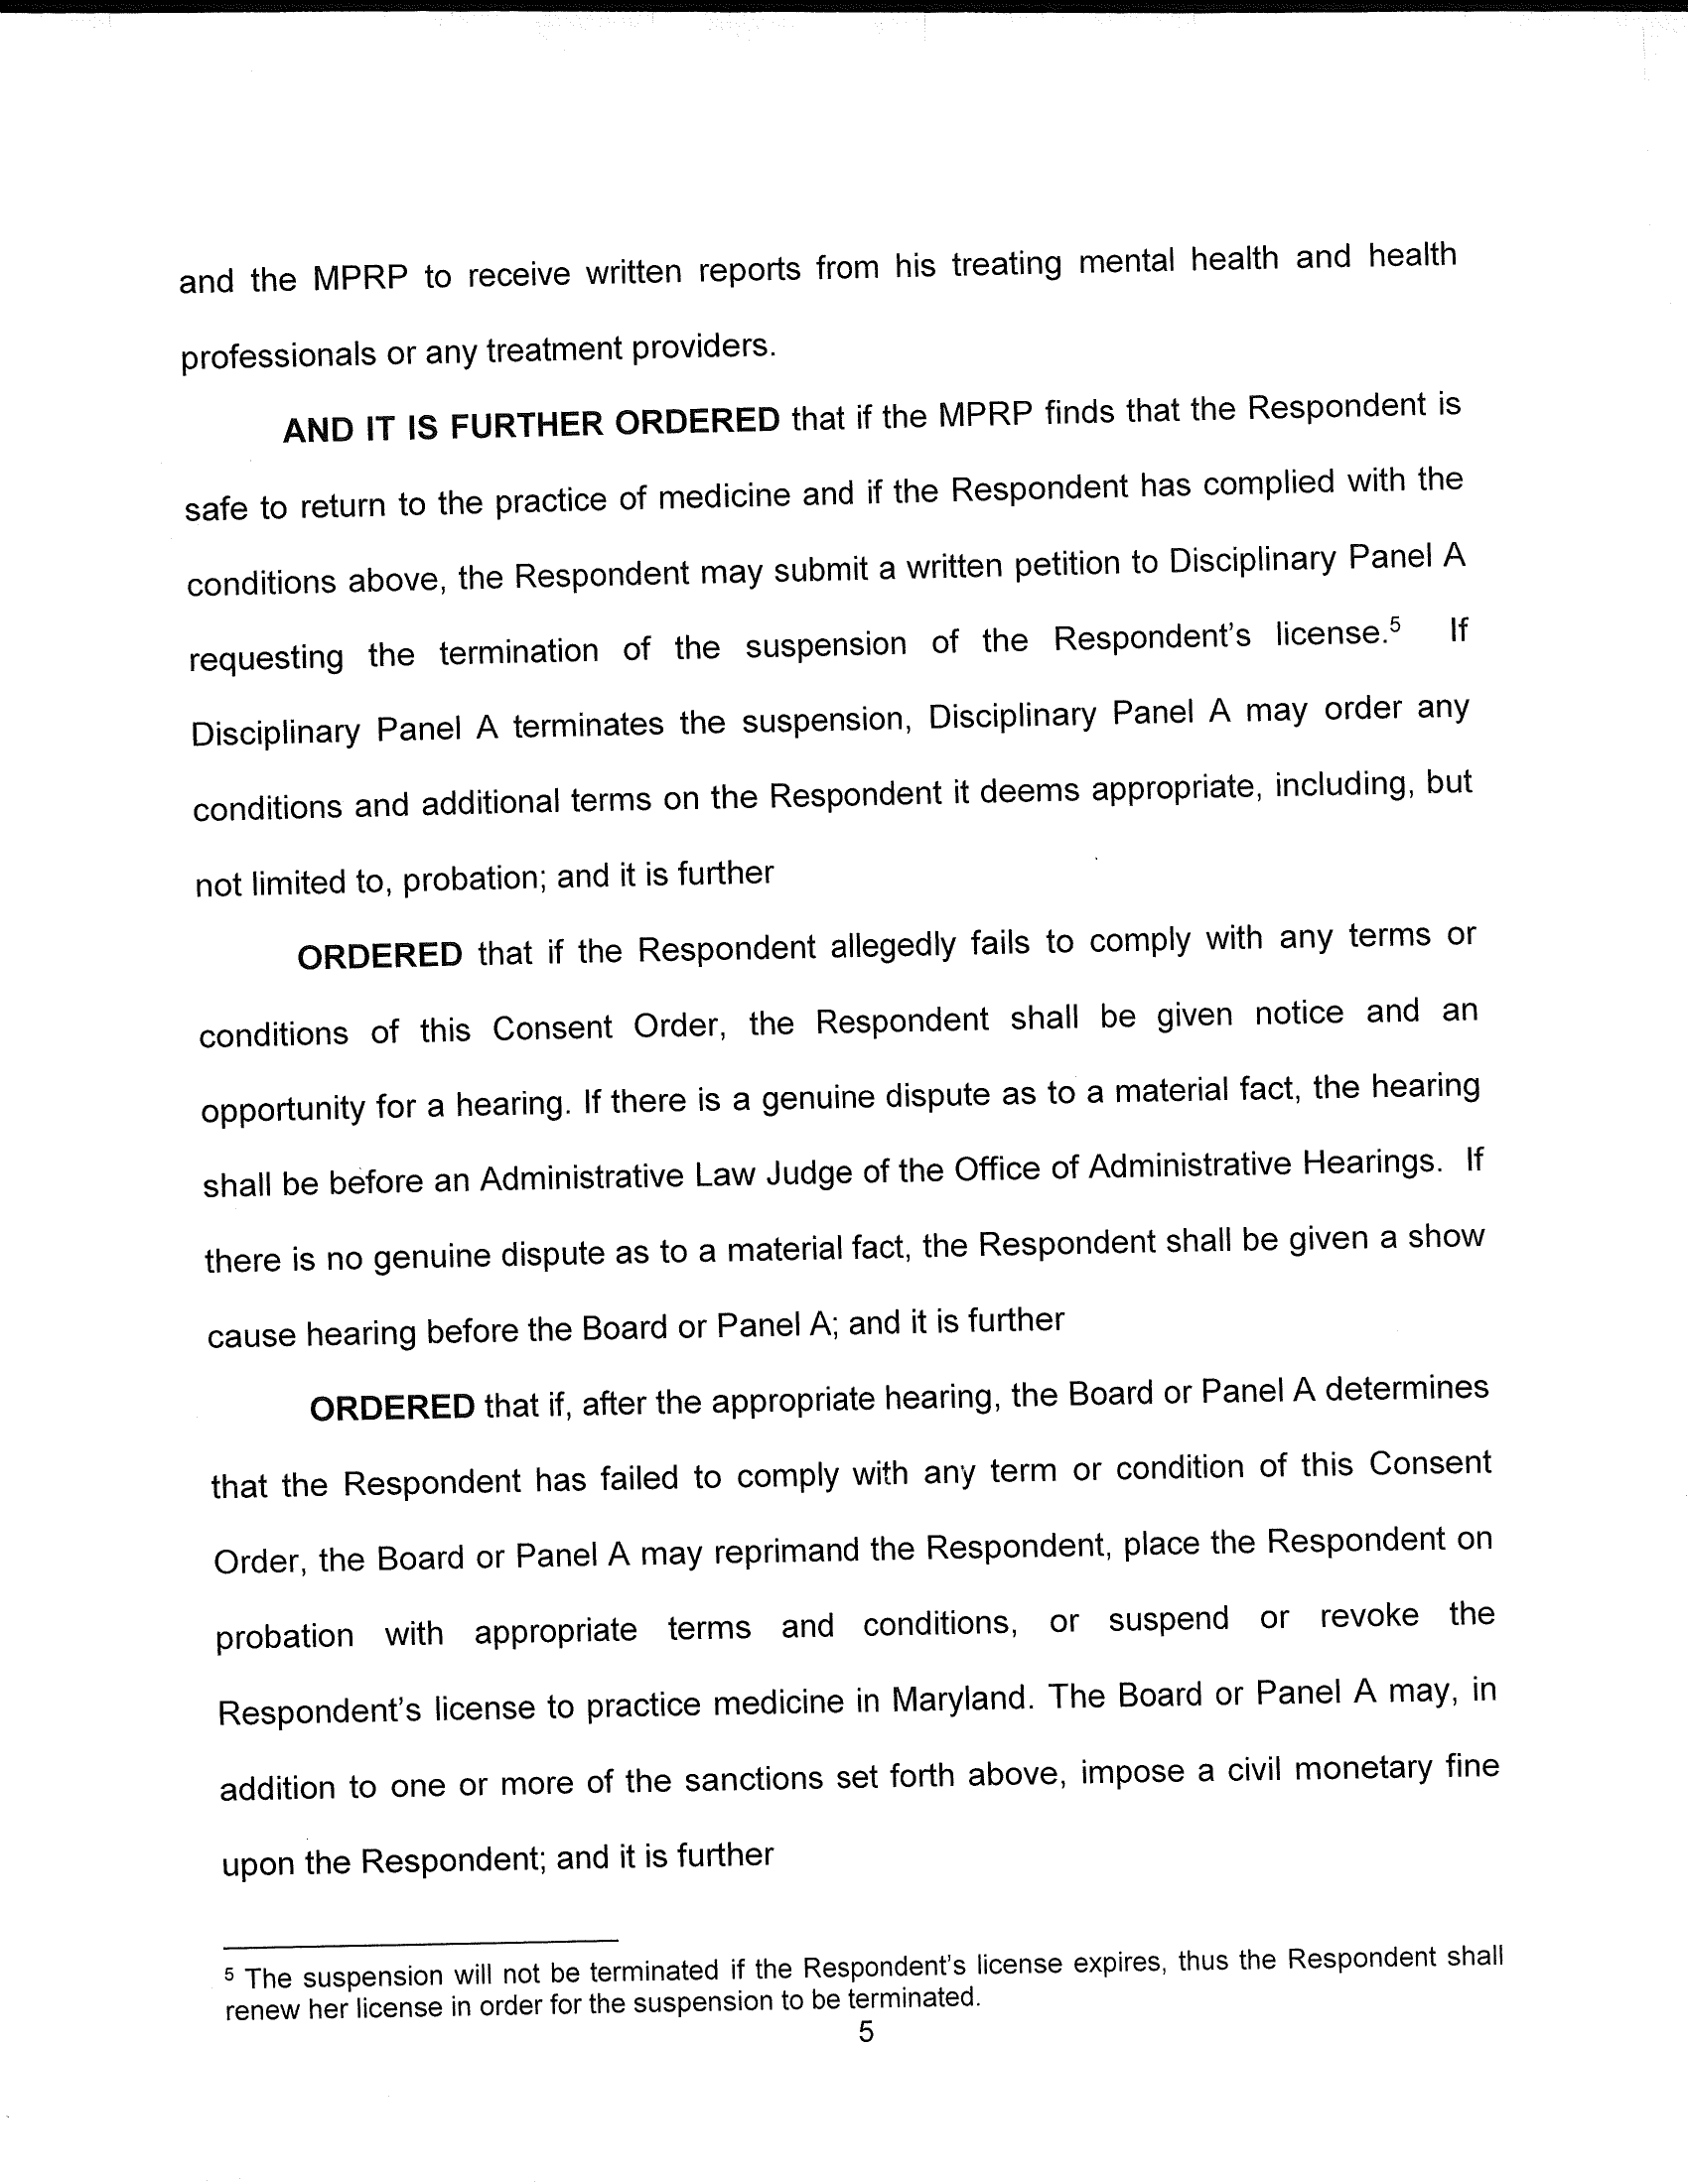 and the MPRP to receive written reports from his treating mental health and health
professionals or any treatment providers.
AND IT IS FURTHER ORDERED that if the MPRP finds that the Respondent is
safe to return to the practice of medicine and if the Respondent has complied with the
conditions above, the Respondent may submit a written petition to Disciplinary Panel A
requesting the termination of the suspension of the Respondent's license.5 If
Disciplinary Panel A terminates the suspension, Disciplinary Panel A may order any
conditions and additional terms on the Respondent it deems appropriate, including, but
not limited to, probation; and it is further
ORDERED that if the Respondent allegedly fails to comply with any terms or
conditions of this Consent Order, the Respondent shall be given notice and an
opportunity for a hearing. If there is a genuine dispute as to a material fact, the hearing
shall be before an Administrative Law Judge of the Office of Administrative Hearings. If
there is no genuine dispute as to a material fact, the Respondent shall be given a show
cause hearing before the Board or Panel A; and it is further
ORDERED that if, after the appropriate hearing, the Board or Panel A determines
that the Respondent has failed to comply with any term or condition of this Consent
Order, the Board or Panel A may reprimand the Respondent, place the Respondent on
probation with appropriate terms and conditions, or suspend or revoke the
Respondent's license to practice medicine in Maryland. The Board or Panel A may, in
addition to one or more of the sanctions set forth above, impose a civil monetary fine
upon the Respondent; and it is further
5 The suspension will not be terminated if the Respondent's license expires, thus the Respondent shall
renew her license in order for the suspension to be terminated.
5